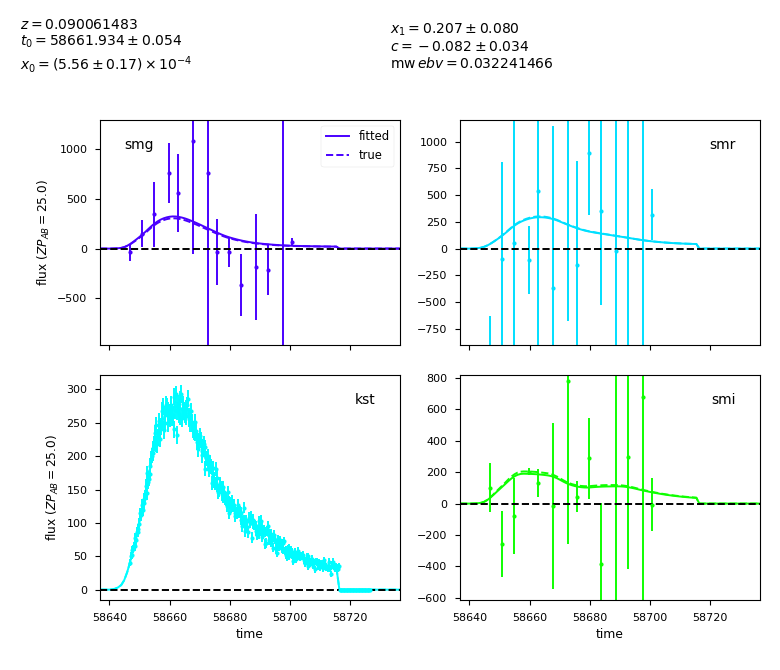 z = 0.090061483
t₀ = 58661.934 ± 0.054
x₀ = (5.56 ± 0.17) × 10⁻⁴
x₁ = 0.207 ± 0.080
c = −0.082 ± 0.034
mw ebv = 0.032241466
smg
fitted
true
1000
500
0
−500
flux (ZP_AB = 25.0)
smr
1000
750
500
250
0
−250
−500
−750
kst
300
250
200
150
100
50
0
flux (ZP_AB = 25.0)
58640 58660 58680 58700 58720
time
smi
800
600
400
200
0
−200
−400
−600
58640 58660 58680 58700 58720
time